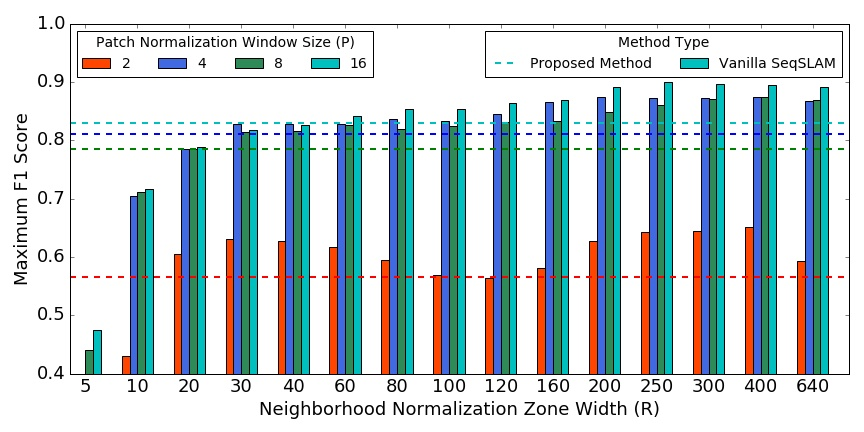 Patch Normalization Window Size (P)
2 4 8 16
Method Type
Proposed Method Vanilla SeqSLAM
Maximum F1 Score
1.0
0.9
0.8
0.7
0.6
0.5
0.4
5 10 20 30 40 60 80 100 120 160 200 250 300 400 640
Neighborhood Normalization Zone Width (R)